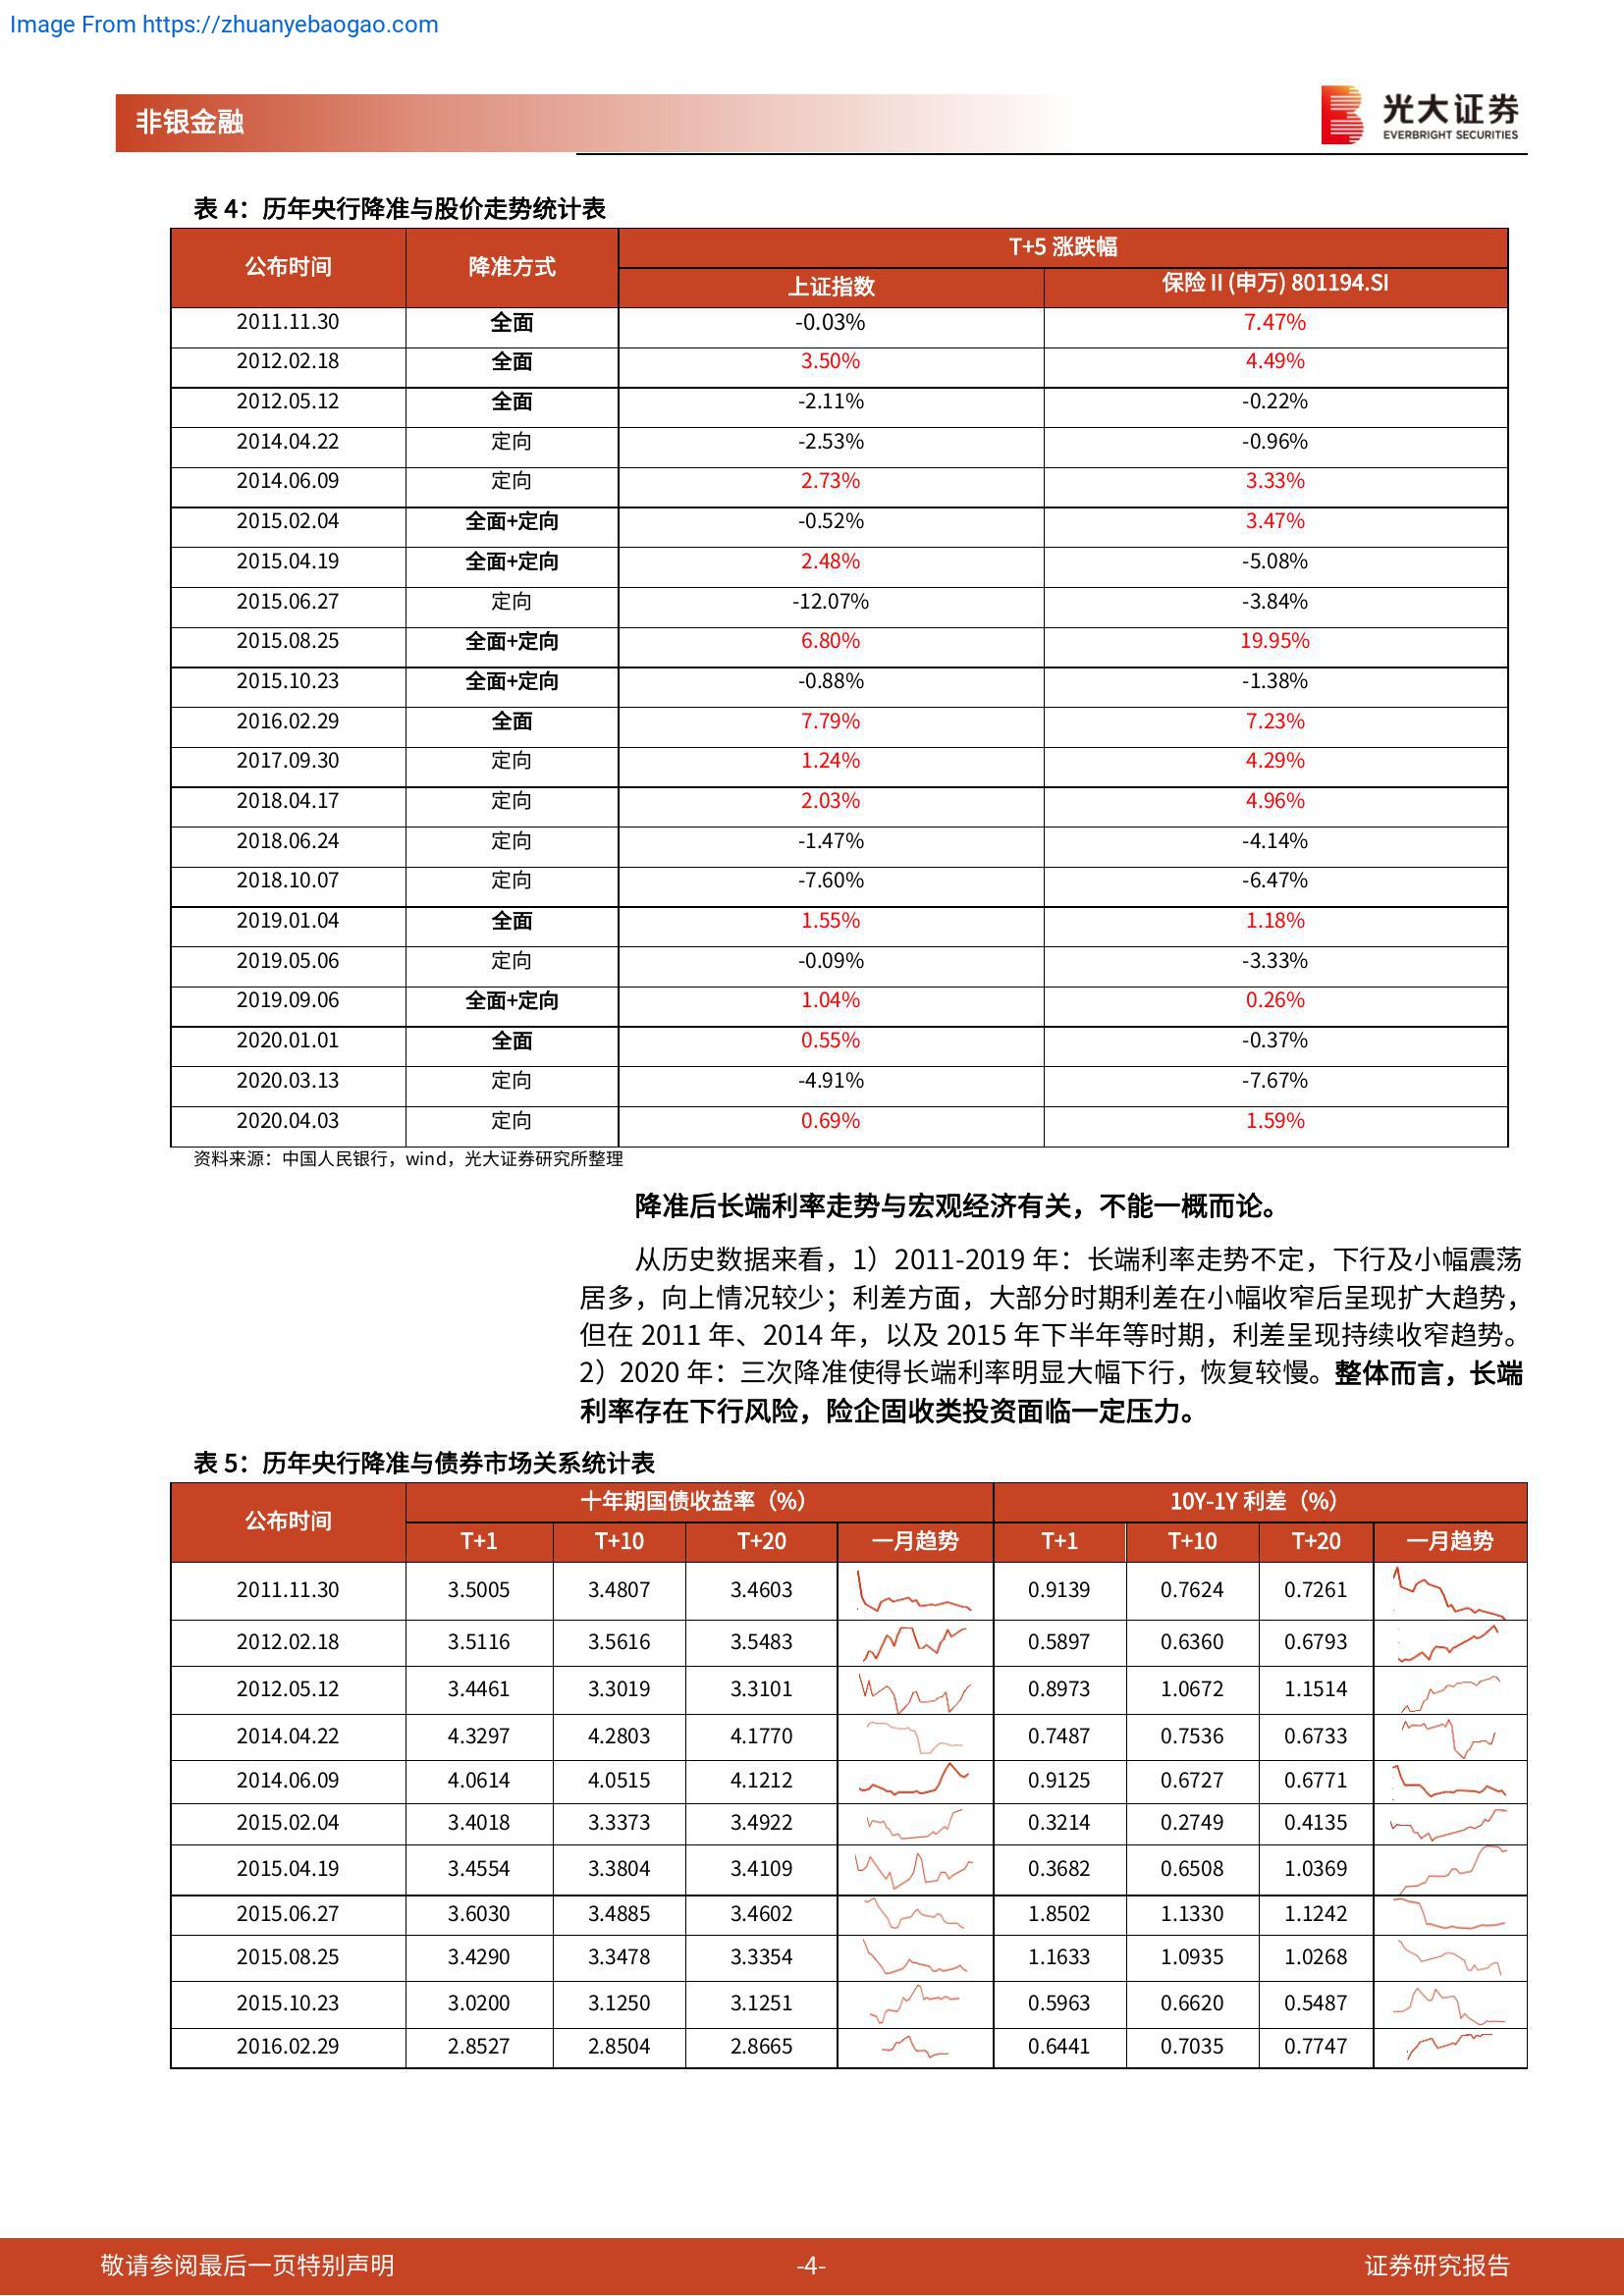 Image From https://zhuanyebaogao.com
非银金融
光大证券
EVERBRIGHT SECURITIES
表 4：历年央行降准与股价走势统计表
公布时间 降准方式 T+5 涨跌幅
上证指数 保险 II (申万) 801194.SI
2011.11.30 全面 -0.03% 7.47%
2012.02.18 全面 3.50% 4.49%
2012.05.12 全面 -2.11% -0.22%
2014.04.22 定向 -2.53% -0.96%
2014.06.09 定向 2.73% 3.33%
2015.02.04 全面+定向 -0.52% 3.47%
2015.04.19 全面+定向 2.48% -5.08%
2015.06.27 定向 -12.07% -3.84%
2015.08.25 全面+定向 6.80% 19.95%
2015.10.23 全面+定向 -0.88% -1.38%
2016.02.29 全面 7.79% 7.23%
2017.09.30 定向 1.24% 4.29%
2018.04.17 定向 2.03% 4.96%
2018.06.24 定向 -1.47% -4.14%
2018.10.07 定向 -7.60% -6.47%
2019.01.04 全面 1.55% 1.18%
2019.05.06 定向 -0.09% -3.33%
2019.09.06 全面+定向 1.04% 0.26%
2020.01.01 全面 0.55% -0.37%
2020.03.13 定向 -4.91% -7.67%
2020.04.03 定向 0.69% 1.59%
资料来源：中国人民银行，wind，光大证券研究所整理
降准后长端利率走势与宏观经济有关，不能一概而论。
从历史数据来看，1）2011-2019 年：长端利率走势不定，下行及小幅震荡
居多，向上情况较少；利差方面，大部分时期利差在小幅收窄后呈现扩大趋势，
但在 2011 年、2014 年，以及 2015 年下半年等时期，利差呈现持续收窄趋势。
2）2020 年：三次降准使得长端利率明显大幅下行，恢复较慢。整体而言，长端
利率存在下行风险，险企固收类投资面临一定压力。
表 5：历年央行降准与债券市场关系统计表
公布时间 十年期国债收益率（%） 10Y-1Y 利差（%）
T+1 T+10 T+20 一月趋势 T+1 T+10 T+20 一月趋势
2011.11.30 3.5005 3.4807 3.4603 0.9139 0.7624 0.7261
2012.02.18 3.5116 3.5616 3.5483 0.5897 0.6360 0.6793
2012.05.12 3.4461 3.3019 3.3101 0.8973 1.0672 1.1514
2014.04.22 4.3297 4.2803 4.1770 0.7487 0.7536 0.6733
2014.06.09 4.0614 4.0515 4.1212 0.9125 0.6727 0.6771
2015.02.04 3.4018 3.3373 3.4922 0.3214 0.2749 0.4135
2015.04.19 3.4554 3.3804 3.4109 0.3682 0.6508 1.0369
2015.06.27 3.6030 3.4885 3.4602 1.8502 1.1330 1.1242
2015.08.25 3.4290 3.3478 3.3354 1.1633 1.0935 1.0268
2015.10.23 3.0200 3.1250 3.1251 0.5963 0.6620 0.5487
2016.02.29 2.8527 2.8504 2.8665 0.6441 0.7035 0.7747
敬请参阅最后一页特别声明 -4- 证券研究报告